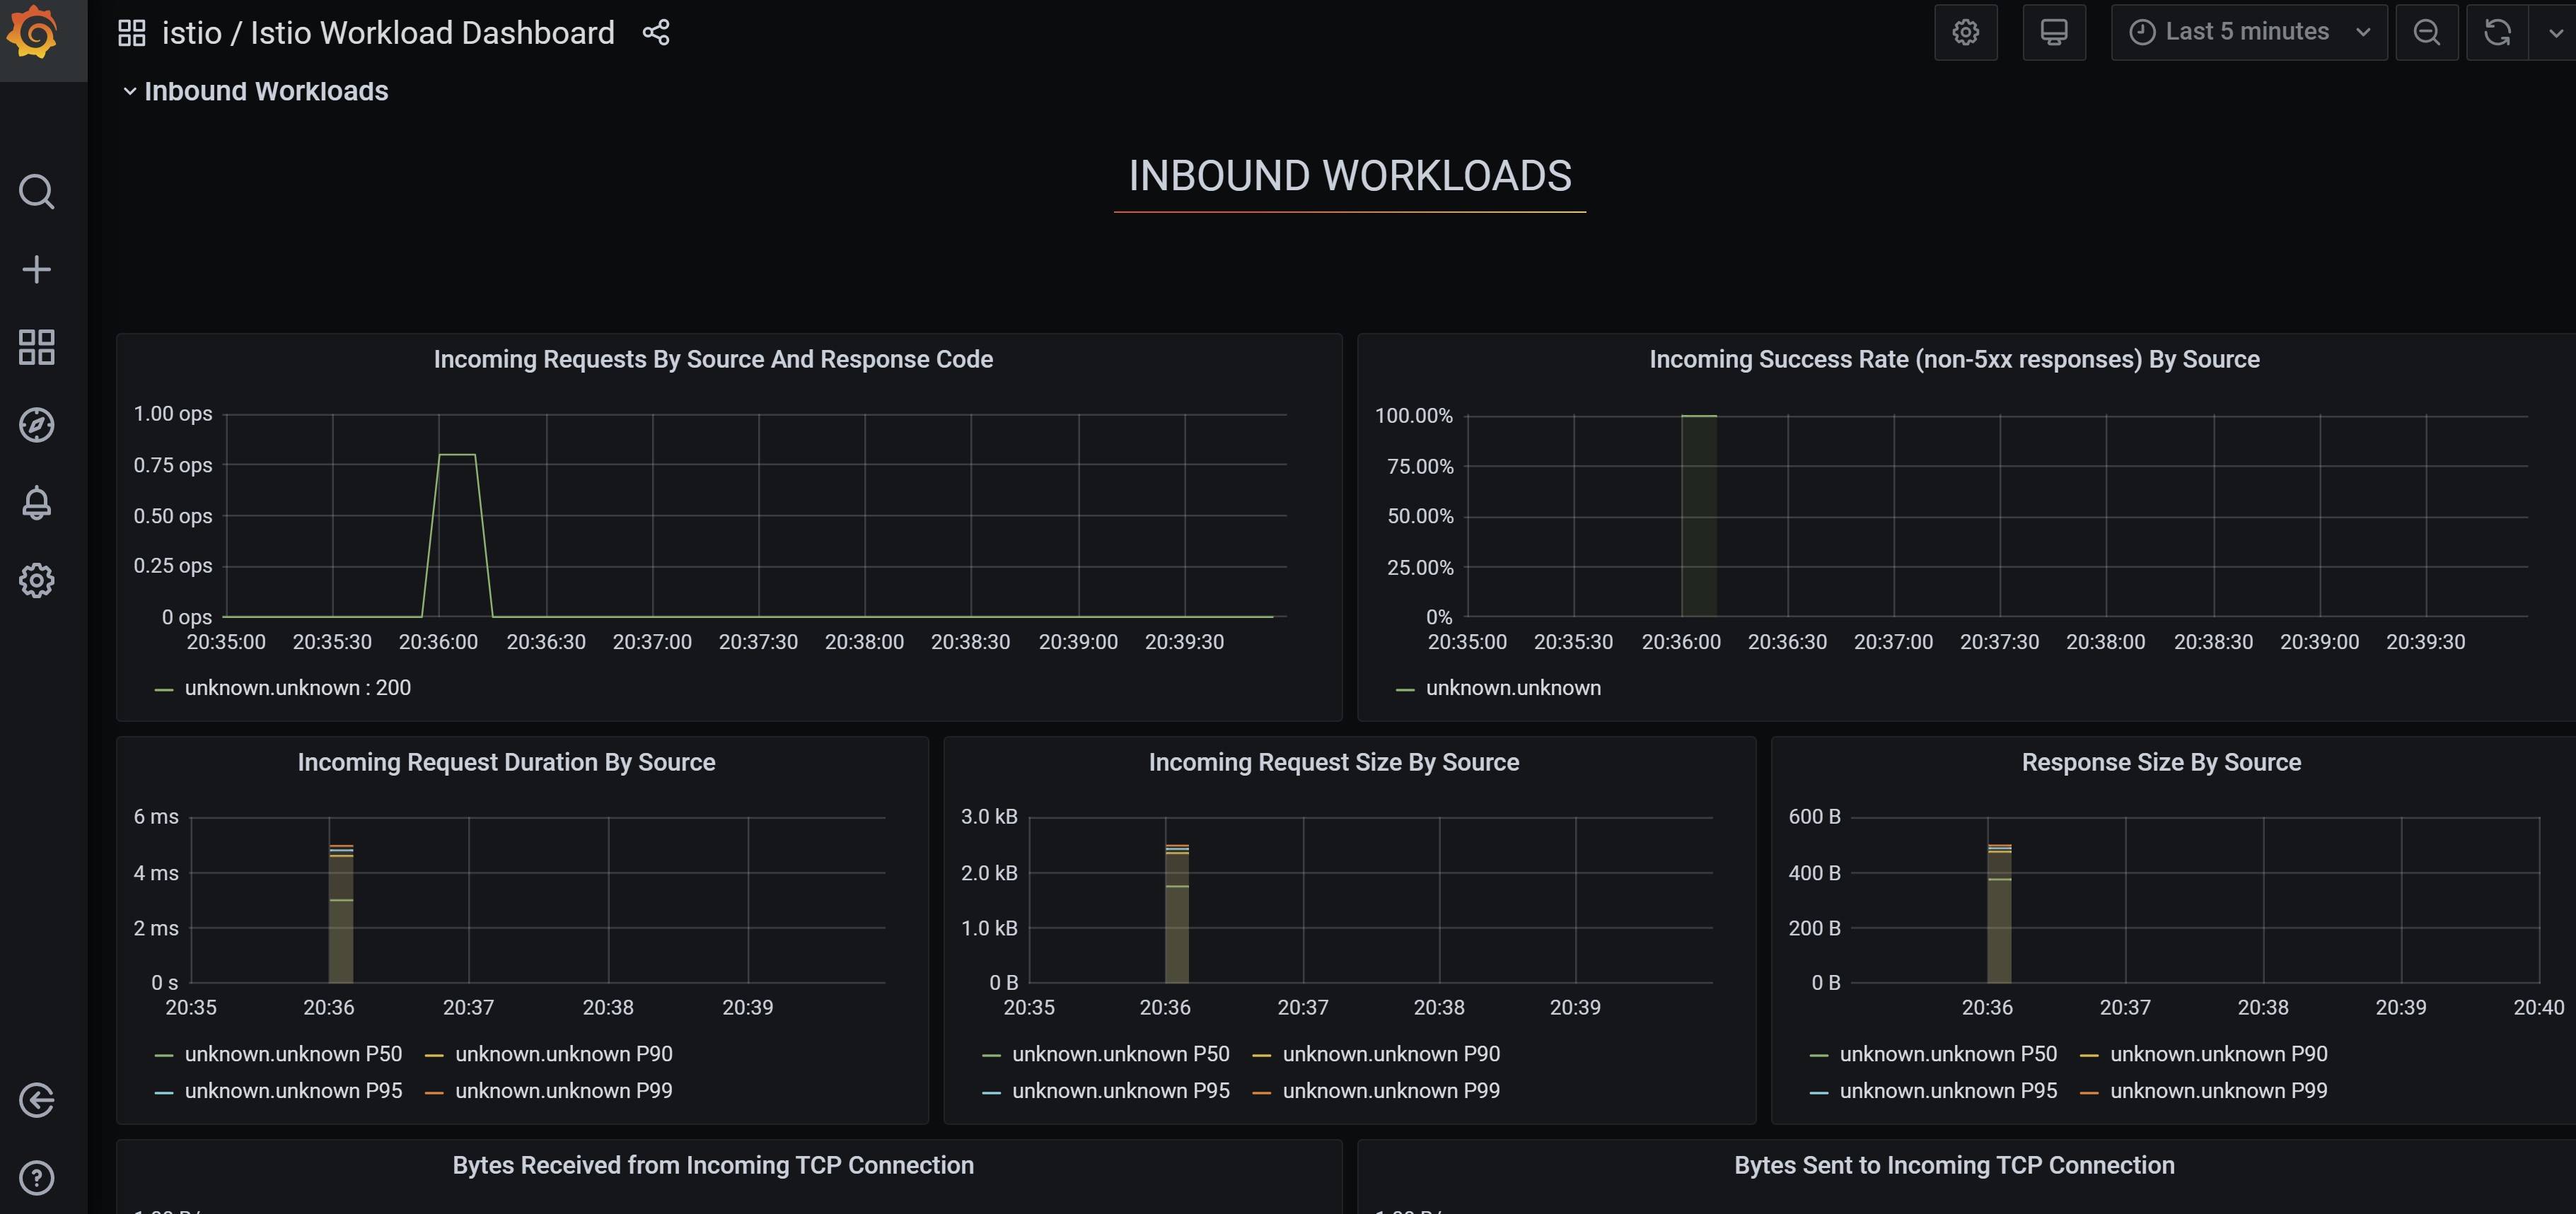 istio / Istio Workload Dashboard
Last 5 minutes
Inbound Workloads
INBOUND WORKLOADS
Incoming Requests By Source And Response Code
1.00 ops
0.75 ops
0.50 ops
0.25 ops
0 ops
20:35:00 20:35:30 20:36:00 20:36:30 20:37:00 20:37:30 20:38:00 20:38:30 20:39:00 20:39:30
unknown.unknown : 200
Incoming Success Rate (non-5xx responses) By Source
100.00%
75.00%
50.00%
25.00%
0%
20:35:00 20:35:30 20:36:00 20:36:30 20:37:00 20:37:30 20:38:00 20:38:30 20:39:00 20:39:30
unknown.unknown
Incoming Request Duration By Source
6 ms
4 ms
2 ms
0 s
20:35 20:36 20:37 20:38 20:39
unknown.unknown P50 unknown.unknown P90
unknown.unknown P95 unknown.unknown P99
Incoming Request Size By Source
3.0 kB
2.0 kB
1.0 kB
0 B
20:35 20:36 20:37 20:38 20:39
unknown.unknown P50 unknown.unknown P90
unknown.unknown P95 unknown.unknown P99
Response Size By Source
600 B
400 B
200 B
0 B
20:36 20:37 20:38 20:39 20:40
unknown.unknown P50 unknown.unknown P90
unknown.unknown P95 unknown.unknown P99
Bytes Received from Incoming TCP Connection
Bytes Sent to Incoming TCP Connection